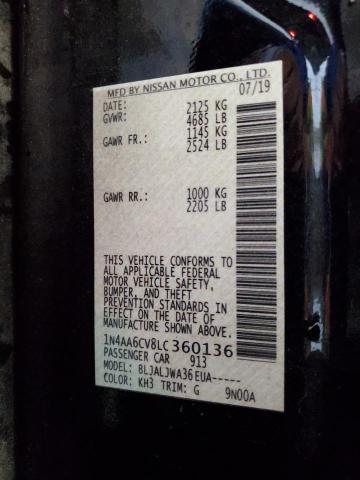 MFD BY NISSAN MOTOR CO., LTD.
07/19
DATE: 2125 KG
GVWR: 4685 LB
GAWR FR.: 1145 KG
2524 LB
GAWR RR.: 1000 KG
2205 LB
THIS VEHICLE CONFORMS TO
ALL APPLICABLE FEDERAL
MOTOR VEHICLE SAFETY,
BUMPER, AND THEFT
PREVENTION STANDARDS IN
EFFECT ON THE DATE OF
MANUFACTURE SHOWN ABOVE.
1N4AA6CV8LC360136
PASSENGER CAR 913
MODEL: BLJALJWA36EUA-----
COLOR: KH3 TRIM: G 9N00A